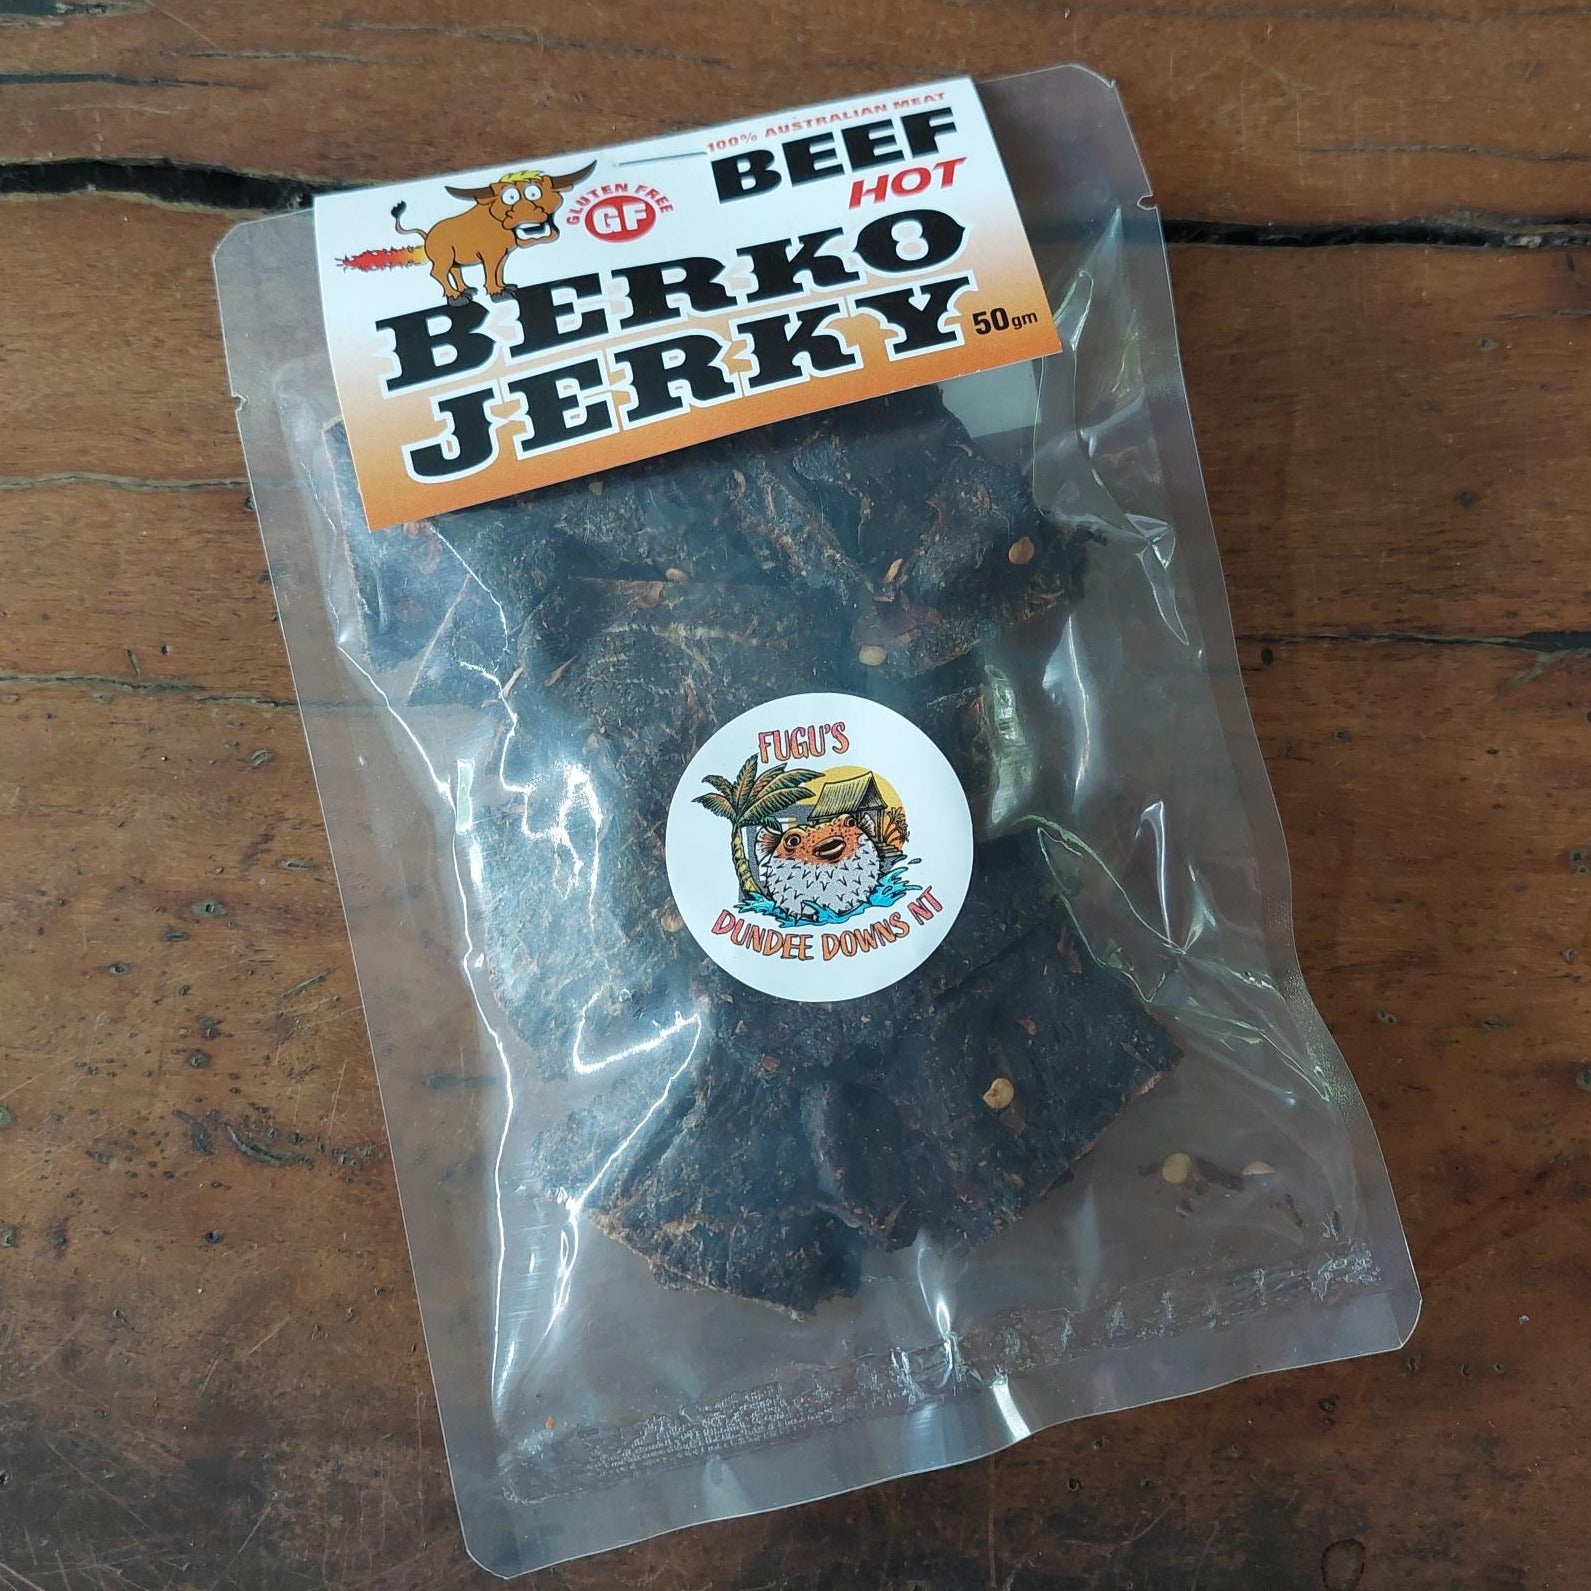 100% AUSTRALIAN MEAT
BEEF
HOT
GLUTEN FREE
GF
BERKO
JERKY
50gm
FUGU'S
DUNDEE DOWNS NT